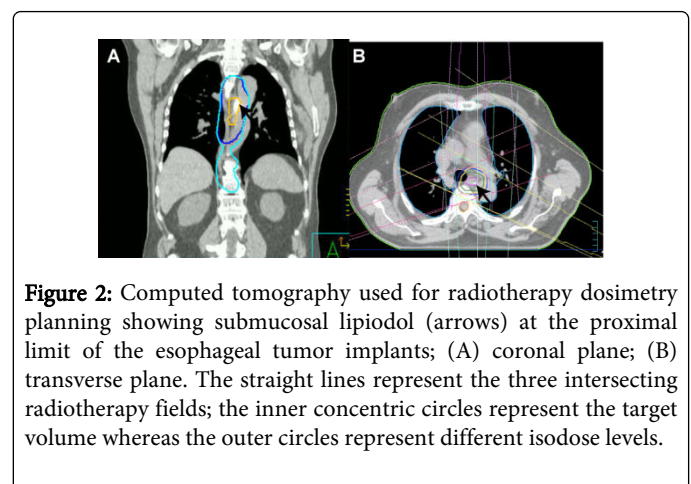 A
B
A
Figure 2: Computed tomography used for radiotherapy dosimetry
planning showing submucosal lipiodol (arrows) at the proximal
limit of the esophageal tumor implants; (A) coronal plane; (B)
transverse plane. The straight lines represent the three intersecting
radiotherapy fields; the inner concentric circles represent the target
volume whereas the outer circles represent different isodose levels.